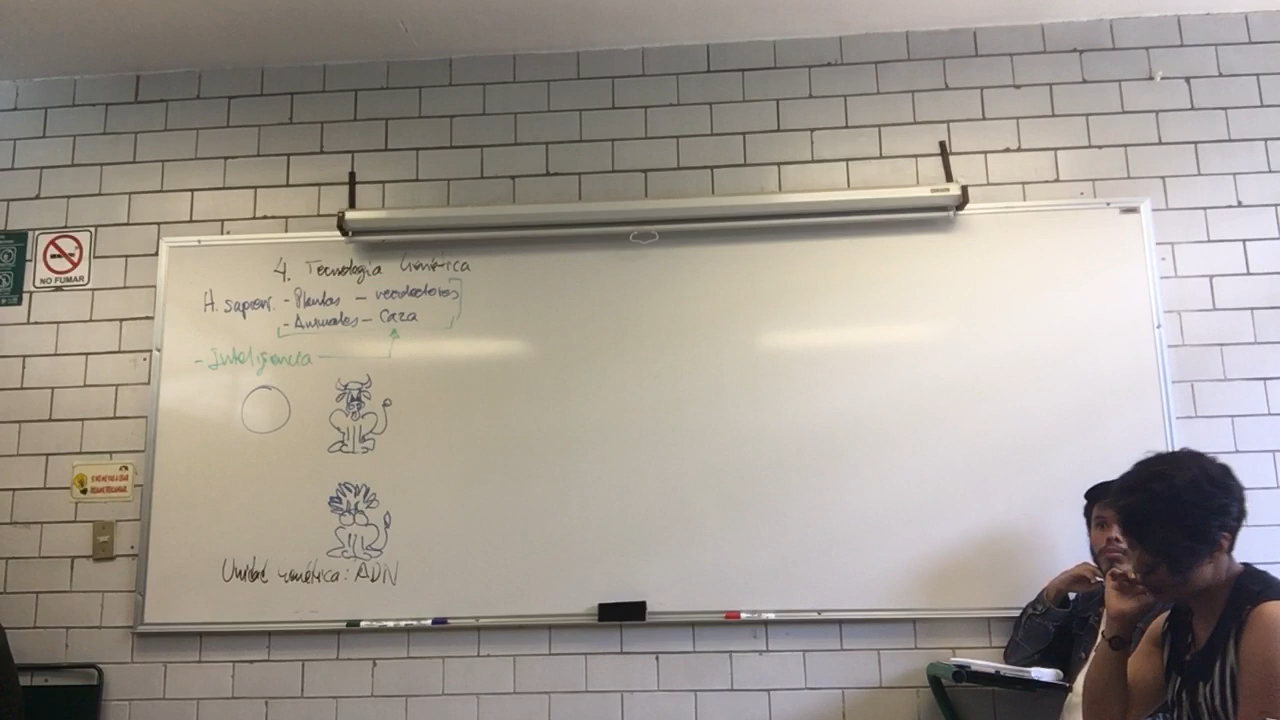 4. Tecnología Genética
H. sapiens. - Plantas - recolectores
- Animales - Caza
- Inteligencia
Unidad genética: ADN
NO FUMAR